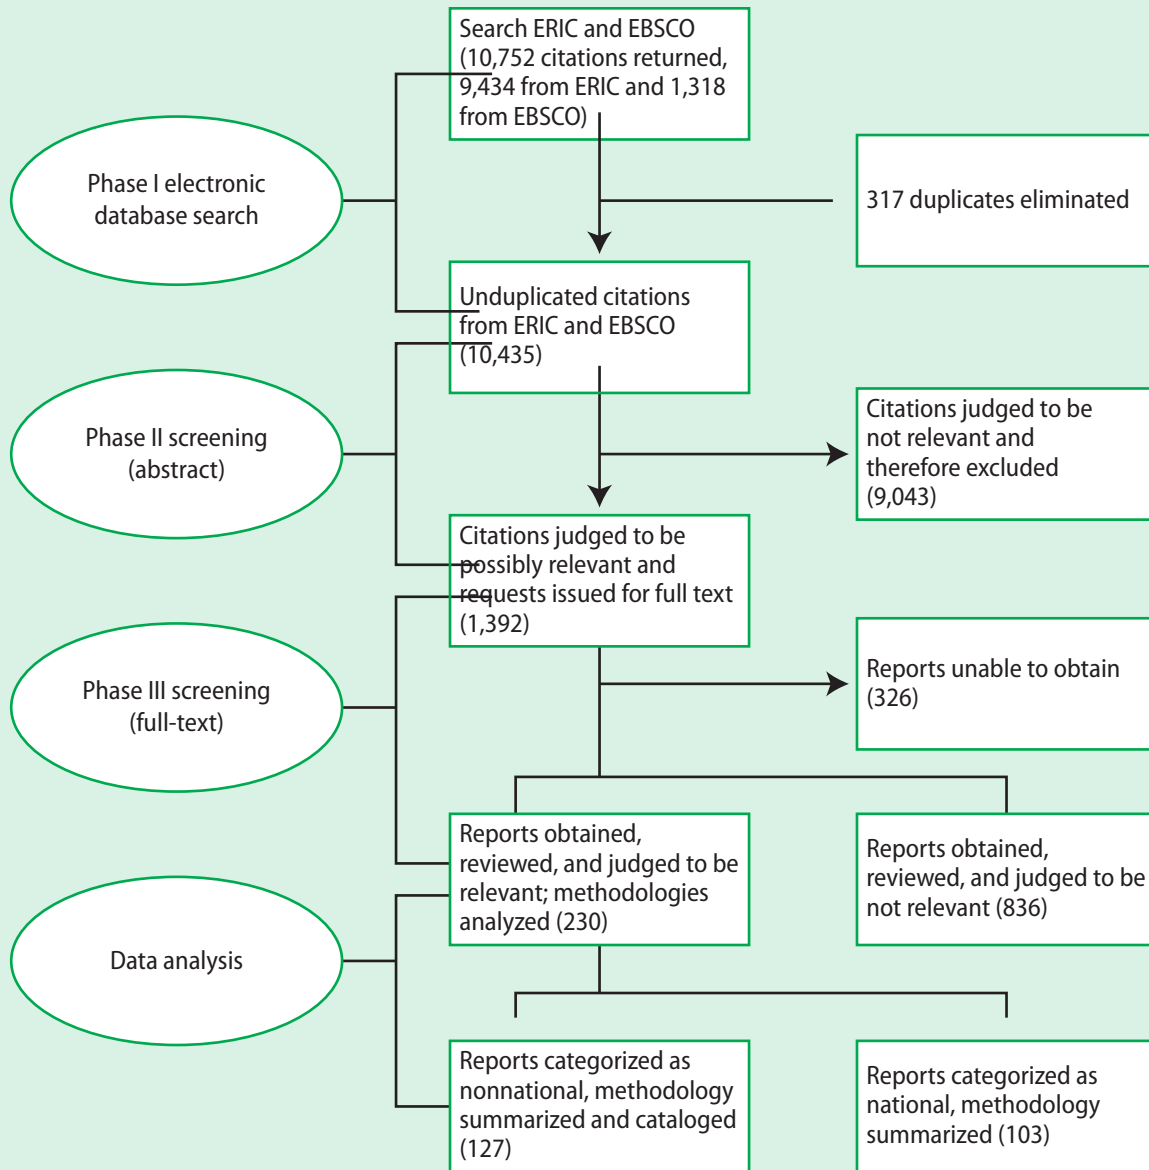 Search ERIC and EBSCO
(10,752 citations returned,
9,434 from ERIC and 1,318
from EBSCO)
Phase I electronic
database search
317 duplicates eliminated
Unduplicated citations
from ERIC and EBSCO
(10,435)
Phase II screening
(abstract)
Citations judged to be
not relevant and
therefore excluded
(9,043)
Citations judged to be
possibly relevant and
requests issued for full text
(1,392)
Phase III screening
(full-text)
Reports unable to obtain
(326)
Reports obtained,
reviewed, and judged to be
relevant; methodologies
analyzed (230)
Reports obtained,
reviewed, and judged to be
not relevant (836)
Data analysis
Reports categorized as
nonnational, methodology
summarized and cataloged
(127)
Reports categorized as
national, methodology
summarized (103)